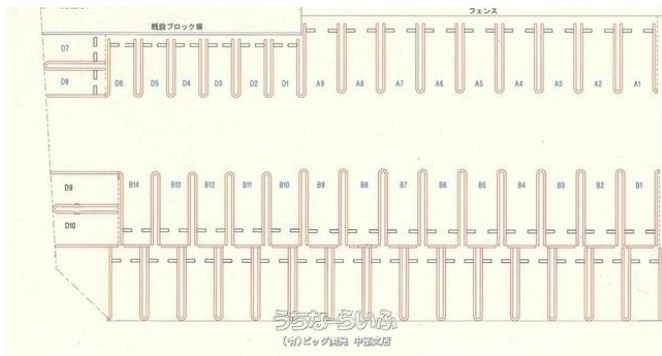 フェンス
既設ブロック塀
D7
D8
D6 D5 D4 D3 D2 D1 A9 A8 A7 A6 A5 A4 A3 A2 A1
D9
D10
B14 B13 B12 B11 B10 B9 B8 B7 B6 B5 B4 B3 B2 B1
うちなーらいふ
(有)ビッグ開発 中部支店